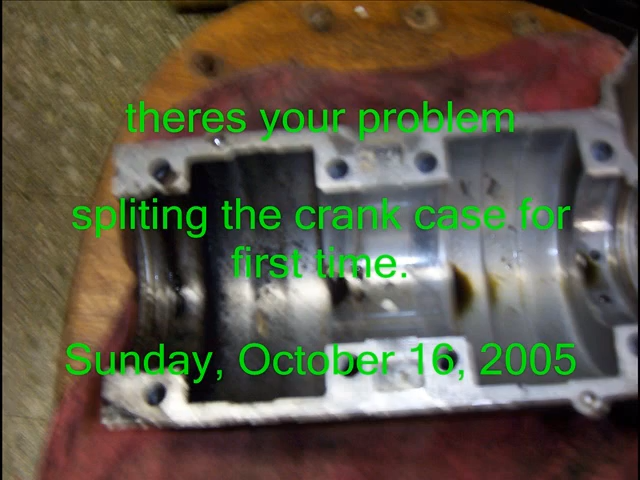 theres your problem
spliting the crank case for
first time.
Sunday, October 16, 2005